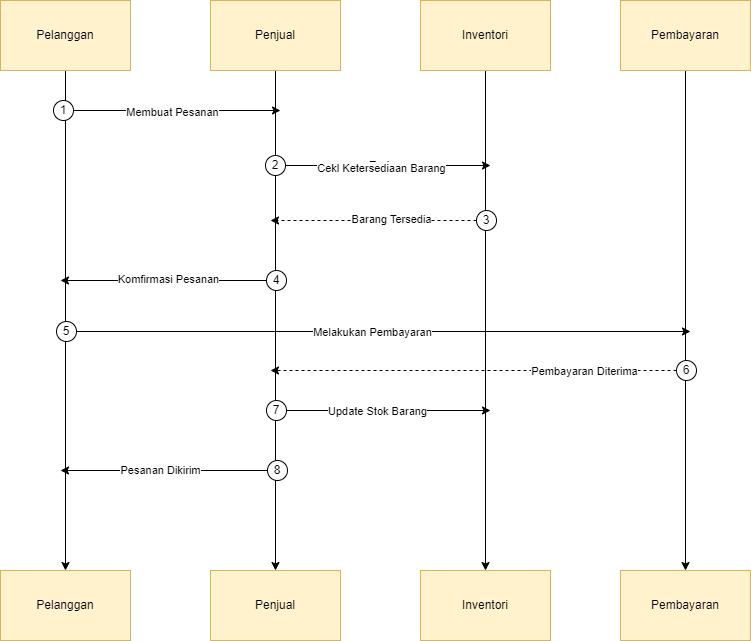 Pelanggan
Penjual
Inventori
Pembayaran
1
Membuat Pesanan
2
Cekl Ketersediaan Barang
Barang Tersedia
3
Komfirmasi Pesanan
4
5
Melakukan Pembayaran
Pembayaran Diterima
6
7
Update Stok Barang
Pesanan Dikirim
8
Pelanggan
Penjual
Inventori
Pembayaran